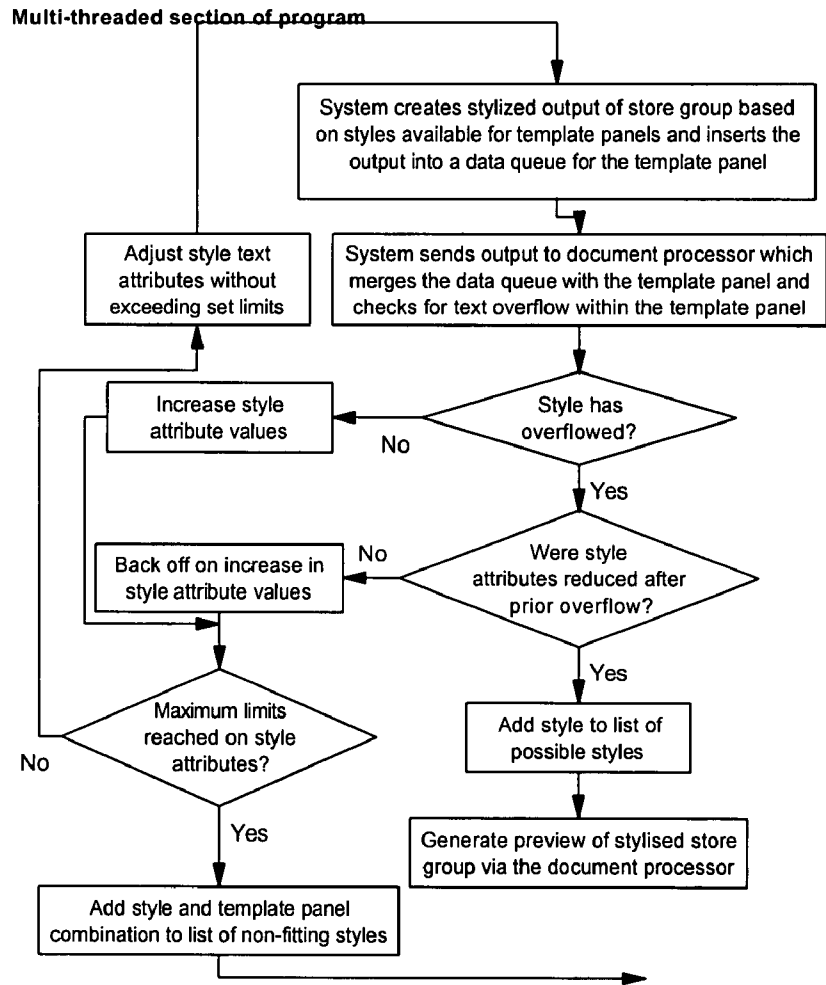 Multi-threaded section of program
System creates stylized output of store group based
on styles available for template panels and inserts the
output into a data queue for the template panel
Adjust style text
attributes without
exceeding set limits
System sends output to document processor which
merges the data queue with the template panel and
checks for text overflow within the template panel
Increase style
attribute values
No
Style has
overflowed?
Yes
Back off on increase in
style attribute values
No
Were style
attributes reduced after
prior overflow?
Yes
Maximum limits
reached on style
attributes?
No
Yes
Add style to list of
possible styles
Generate preview of stylised store
group via the document processor
Add style and template panel
combination to list of non-fitting styles